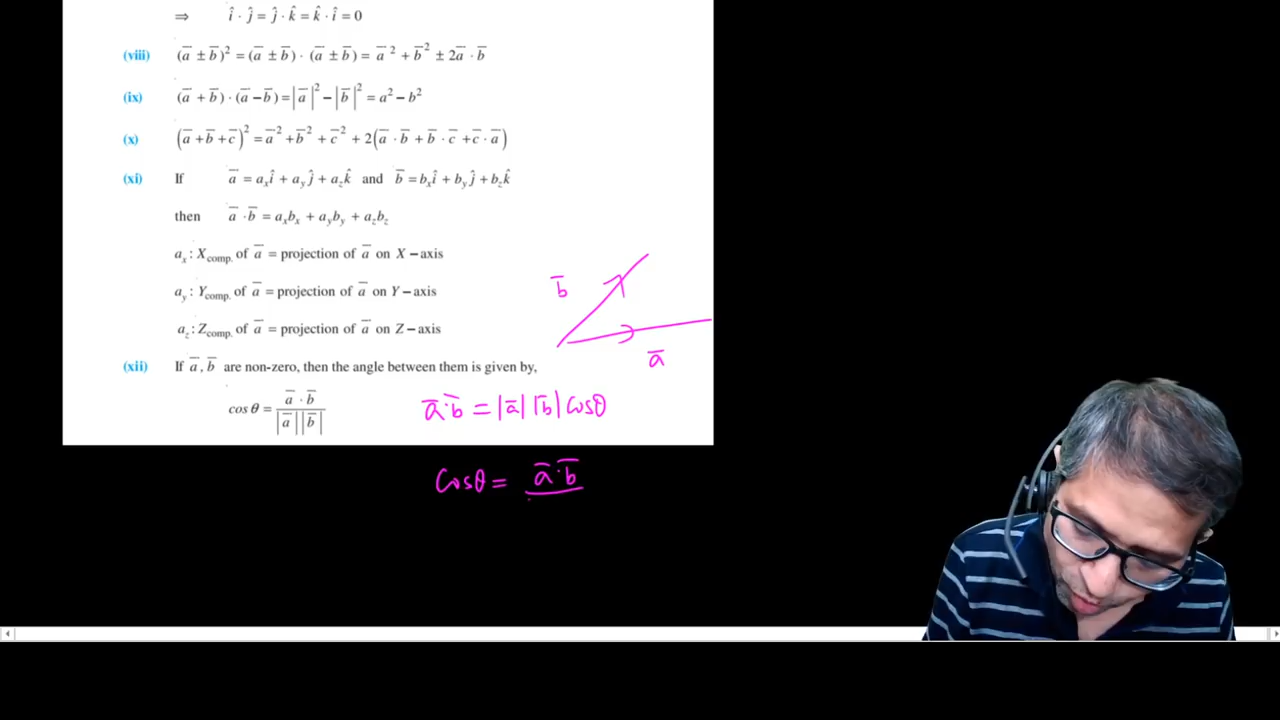 ⇒ î · ĵ = ĵ · k̂ = k̂ · î = 0
(viii) (a̅ ± b̅)² = (a̅ ± b̅) · (a̅ ± b̅) = a̅² + b̅² ± 2a̅ · b̅
(ix) (a̅ + b̅) · (a̅ − b̅) = |a̅|² − |b̅|² = a² − b²
(x) (a̅ + b̅ + c̅)² = a̅² + b̅² + c̅² + 2(a̅ · b̅ + b̅ · c̅ + c̅ · a̅)
(xi) If a̅ = aₓî + a_yĵ + a_zk̂ and b̅ = bₓî + b_yĵ + b_zk̂
then a̅ · b̅ = aₓbₓ + a_yb_y + a_zb_z
aₓ : X_comp. of a̅ = projection of a̅ on X − axis
a_y : Y_comp. of a̅ = projection of a̅ on Y − axis
a_z : Z_comp. of a̅ = projection of a̅ on Z − axis
b̅
a̅
(xii) If a̅, b̅ are non-zero, then the angle between them is given by,
cos θ = a̅ · b̅ / |a̅||b̅|
a̅·b̅ = |a̅| |b̅| cosθ
cosθ = a̅·b̅